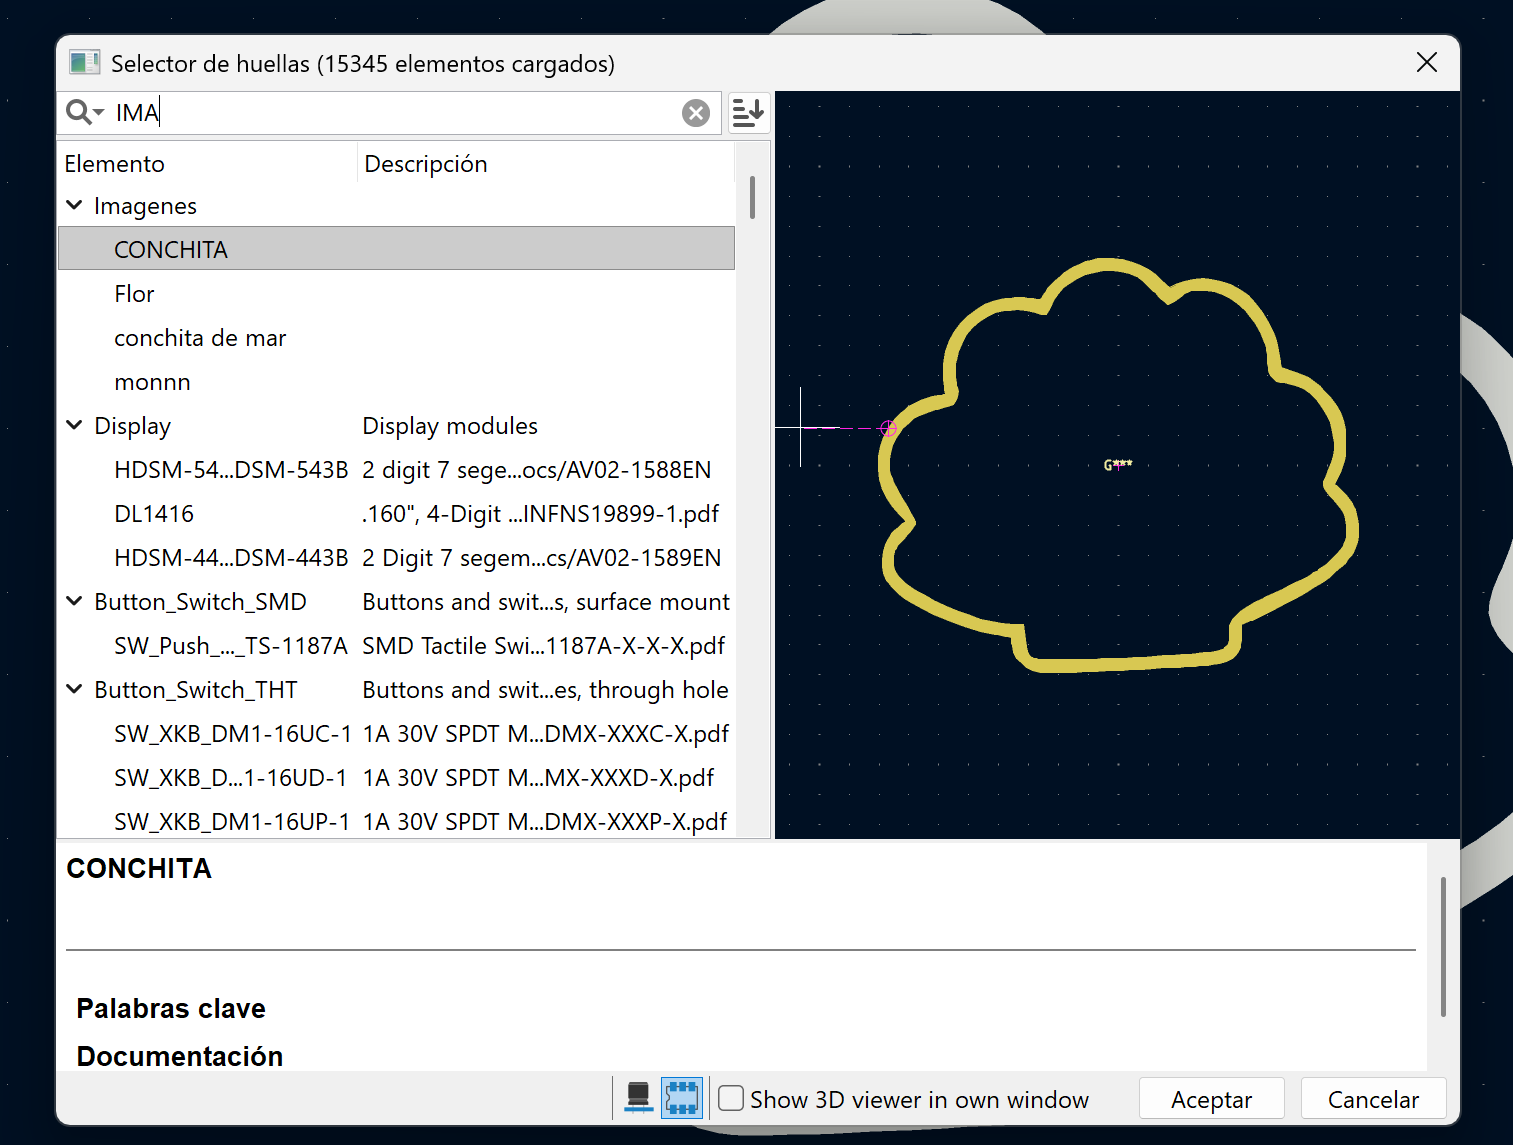 Selector de huellas (15345 elementos cargados)
IMA
Elemento Descripción
Imagenes
CONCHITA
Flor
conchita de mar
monnn
Display Display modules
HDSM-54...DSM-543B 2 digit 7 sege...ocs/AV02-1588EN
DL1416 .160", 4-Digit ...INFNS19899-1.pdf
HDSM-44...DSM-443B 2 Digit 7 segem...cs/AV02-1589EN
Button_Switch_SMD Buttons and swit...s, surface mount
SW_Push_..._TS-1187A SMD Tactile Swi...1187A-X-X-X.pdf
Button_Switch_THT Buttons and swit...es, through hole
SW_XKB_DM1-16UC-1 1A 30V SPDT M...DMX-XXXC-X.pdf
SW_XKB_D...1-16UD-1 1A 30V SPDT M...MX-XXXD-X.pdf
SW_XKB_DM1-16UP-1 1A 30V SPDT M...DMX-XXXP-X.pdf
G***
CONCHITA
Palabras clave
Documentación
Show 3D viewer in own window
Aceptar
Cancelar